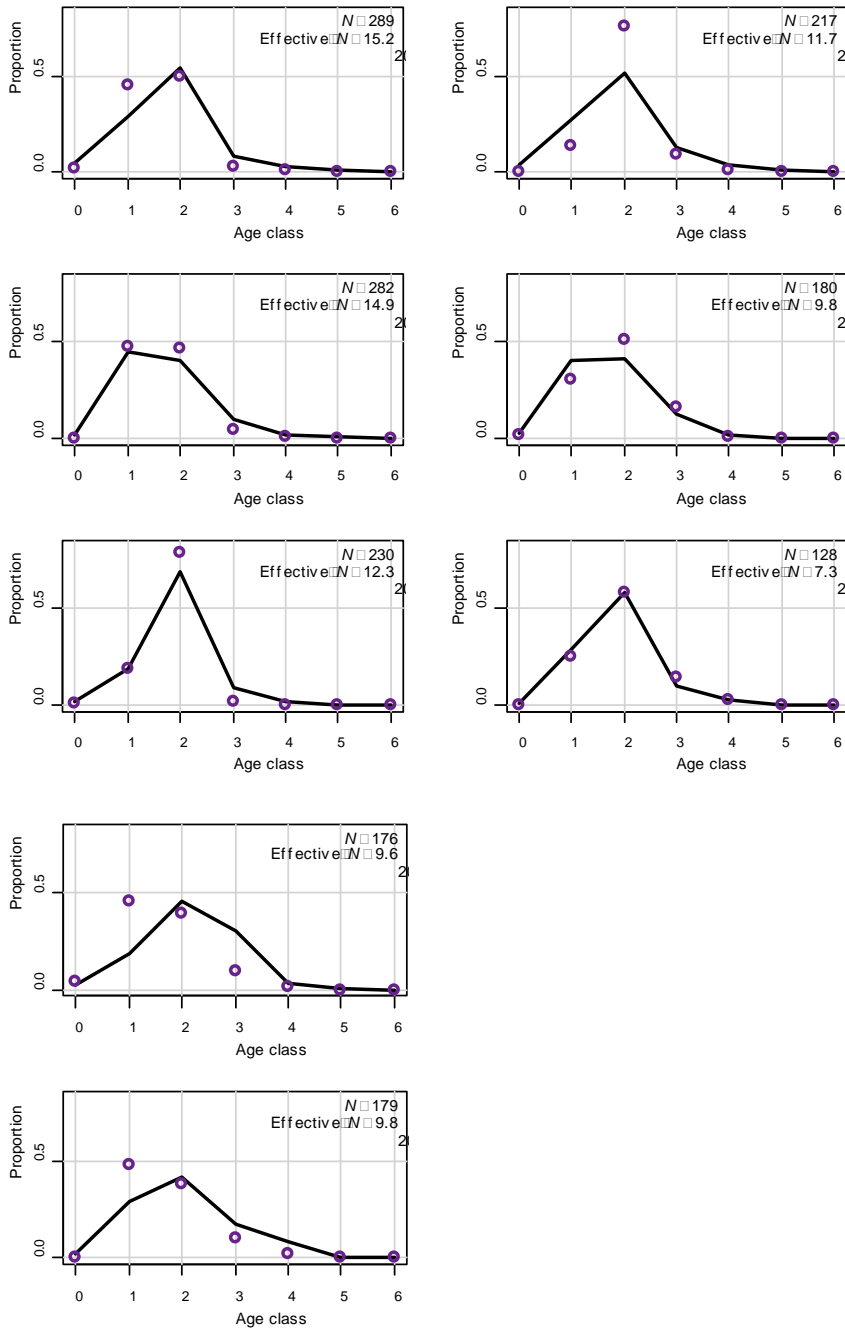 Proportion
0.5
0.0
N □ 289
Effective□N □ 15.2
0 1 2 3 4 5 6
Age class
Proportion
0.5
0.0
N □ 217
Effective□N □ 11.7
2
0 1 2 3 4 5 6
Age class
Proportion
0.5
0.0
N □ 282
Effective□N □ 14.9
0 1 2 3 4 5 6
Age class
Proportion
0.5
0.0
N □ 180
Effective□N □ 9.8
2
0 1 2 3 4 5 6
Age class
Proportion
0.5
0.0
N □ 230
Effective□N □ 12.3
0 1 2 3 4 5 6
Age class
Proportion
0.5
0.0
N □ 128
Effective□N □ 7.3
2
0 1 2 3 4 5 6
Age class
Proportion
0.5
0.0
N □ 176
Effective□N □ 9.6
0 1 2 3 4 5 6
Age class
Proportion
0.5
0.0
N □ 179
Effective□N □ 9.8
0 1 2 3 4 5 6
Age class